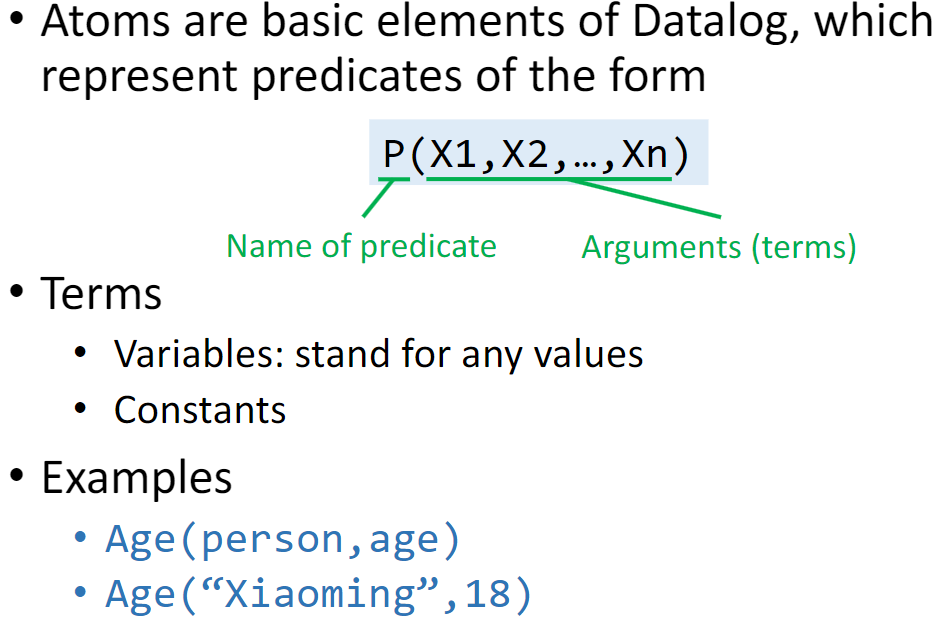 • Atoms are basic elements of Datalog, which
represent predicates of the form
P(X1,X2,…,Xn)
Name of predicate Arguments (terms)
• Terms
• Variables: stand for any values
• Constants
• Examples
• Age(person,age)
• Age(“Xiaoming”,18)